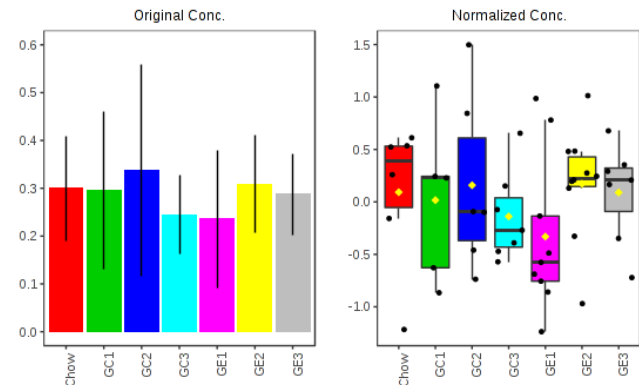 Original Conc.
Normalized Conc.
0.6
0.5
0.4
0.3
0.2
0.1
0.0
Chow
GC1
GC2
GC3
GE1
GE2
GE3
1.5
1.0
0.5
0.0
-0.5
-1.0
Chow
GC1
GC2
GC3
GE1
GE2
GE3